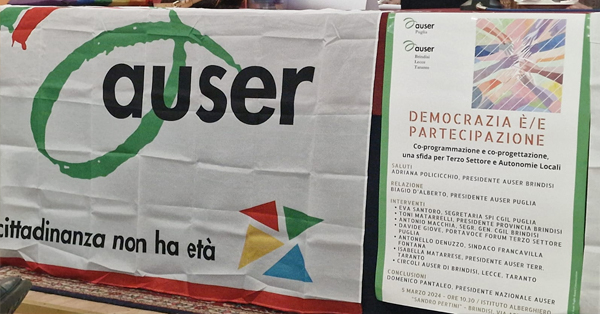 auser
cittadinanza non ha età
auser
Puglia
auser
Brindisi
Lecce
Taranto
DEMOCRAZIA È/E
PARTECIPAZIONE
Co-programmazione e co-progettazione,
una sfida per Terzo Settore e Autonomie Locali
SALUTI
ADRIANA POLICICCHIO, PRESIDENTE AUSER BRINDISI
RELAZIONE
BIAGIO D'ALBERTO, PRESIDENTE AUSER PUGLIA
INTERVENTI
• EVA SANTORO, SEGRETARIA SPI CGIL PUGLIA
• TONI MATARRELLI, PRESIDENTE PROVINCIA BRINDISI
• ANTONIO MACCHIA, SEGR. GEN. CGIL BRINDISI
• DAVIDE GIOVE, PORTAVOCE FORUM TERZO SETTORE
PUGLIA
• ANTONELLO DENUZZO, SINDACO FRANCAVILLA
FONTANA
• ISABELLA MATARRESE, PRESIDENTE AUSER TERR.
TARANTO
• CIRCOLI AUSER DI BRINDISI, LECCE, TARANTO
CONCLUSIONI
DOMENICO PANTALEO, PRESIDENTE NAZIONALE AUSER
5 MARZO 2024 - ORE 10.30 / ISTITUTO ALBERGHIERO
"SANDRO PERTINI" - BRINDISI, VIA